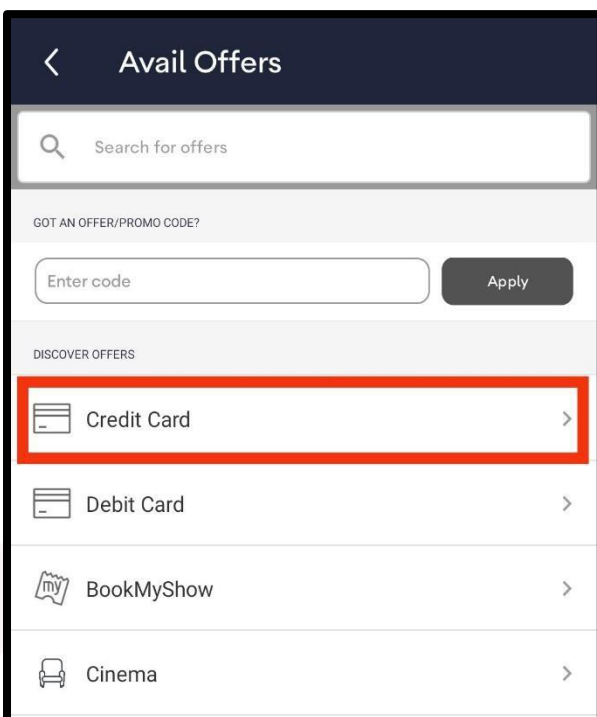 Avail Offers
Search for offers
GOT AN OFFER/PROMO CODE?
Enter code
Apply
DISCOVER OFFERS
Credit Card
Debit Card
my
BookMyShow
Cinema